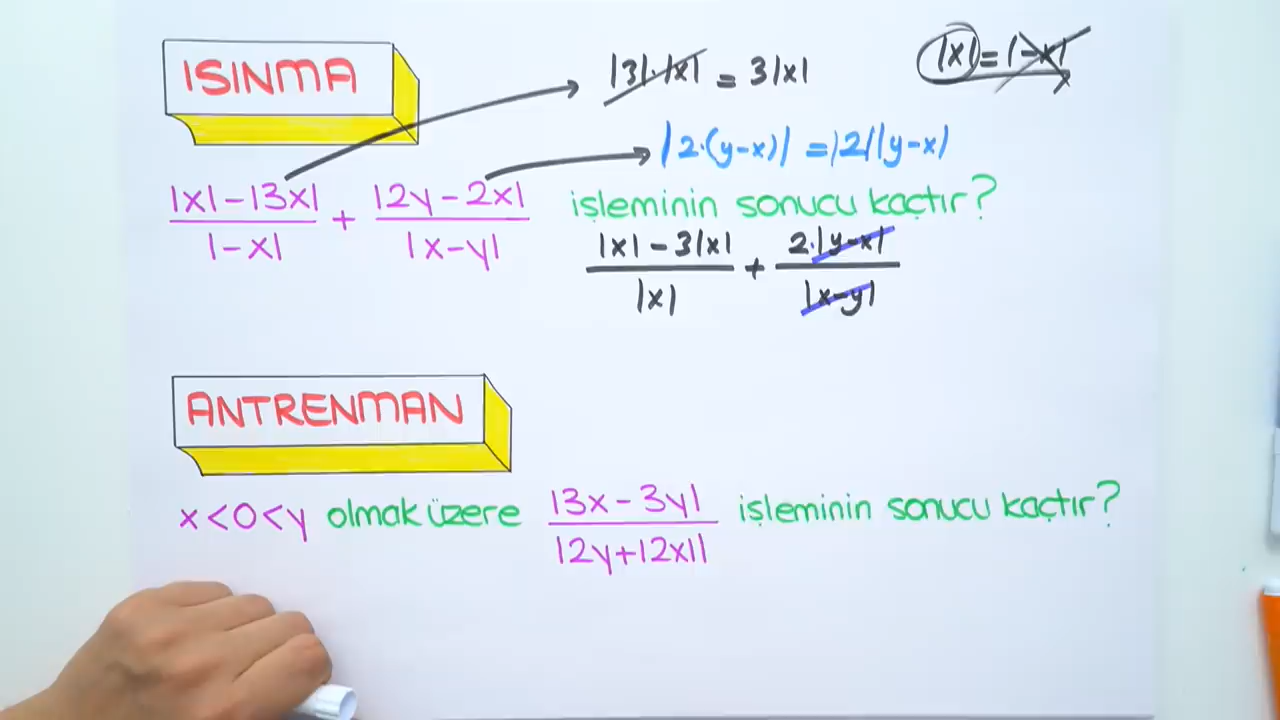 ISINMA
|3|.|x| = 3|x|
|x|=|-x|
|2.(y-x)| =|2||y-x|
|x|-|3x| / |-x| + |2y-2x| / |x-y| işleminin sonucu kaçtır?
|x|-3|x| / |x| + 2.|y-x| / |x-y|
ANTRENMAN
x<0<y olmak üzere |3x-3y| / |2y+|2x|| işleminin sonucu kaçtır?